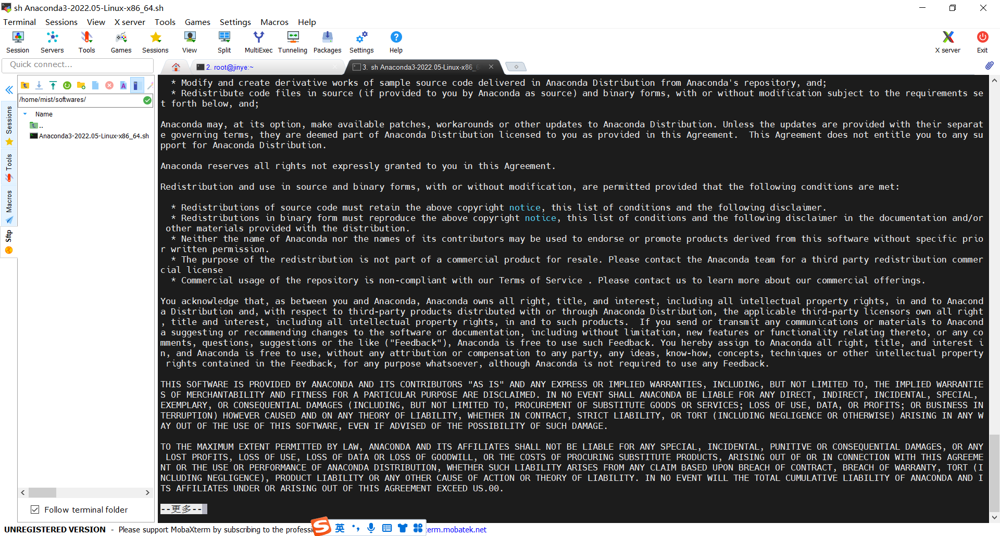 sh Anaconda3-2022.05-Linux-x86_64.sh
Terminal Sessions View X server Tools Games Settings Macros Help
Session Servers Tools Games Sessions View Split MultiExec Tunneling Packages Settings Help X server Exit
Quick connect...
2. root@jinye:~
3. sh Anaconda3-2022.05-Linux-x86_6
/home/mist/softwares/
Name
..
Anaconda3-2022.05-Linux-x86_64.sh
Sessions
Tools
Macros
Sftp
* Modify and create derivative works of sample source code delivered in Anaconda Distribution from Anaconda's repository, and;
* Redistribute code files in source (if provided to you by Anaconda as source) and binary forms, with or without modification subject to the requirements se
t forth below, and;
Anaconda may, at its option, make available patches, workarounds or other updates to Anaconda Distribution. Unless the updates are provided with their separat
e governing terms, they are deemed part of Anaconda Distribution licensed to you as provided in this Agreement.  This Agreement does not entitle you to any su
pport for Anaconda Distribution.
Anaconda reserves all rights not expressly granted to you in this Agreement.
Redistribution and use in source and binary forms, with or without modification, are permitted provided that the following conditions are met:
* Redistributions of source code must retain the above copyright notice, this list of conditions and the following disclaimer.
* Redistributions in binary form must reproduce the above copyright notice, this list of conditions and the following disclaimer in the documentation and/or
other materials provided with the distribution.
* Neither the name of Anaconda nor the names of its contributors may be used to endorse or promote products derived from this software without specific prio
r written permission.
* The purpose of the redistribution is not part of a commercial product for resale. Please contact the Anaconda team for a third party redistribution commer
cial license
* Commercial usage of the repository is non-compliant with our Terms of Service . Please contact us to learn more about our commercial offerings.
You acknowledge that, as between you and Anaconda, Anaconda owns all right, title, and interest, including all intellectual property rights, in and to Anacond
a Distribution and, with respect to third-party products distributed with or through Anaconda Distribution, the applicable third-party licensors own all right
, title and interest, including all intellectual property rights, in and to such products.  If you send or transmit any communications or materials to Anacond
a suggesting or recommending changes to the software or documentation, including without limitation, new features or functionality relating thereto, or any co
mments, questions, suggestions or the like ("Feedback"), Anaconda is free to use such Feedback. You hereby assign to Anaconda all right, title, and interest i
n, and Anaconda is free to use, without any attribution or compensation to any party, any ideas, know-how, concepts, techniques or other intellectual property
rights contained in the Feedback, for any purpose whatsoever, although Anaconda is not required to use any Feedback.
THIS SOFTWARE IS PROVIDED BY ANACONDA AND ITS CONTRIBUTORS "AS IS" AND ANY EXPRESS OR IMPLIED WARRANTIES, INCLUDING, BUT NOT LIMITED TO, THE IMPLIED WARRANTIE
S OF MERCHANTABILITY AND FITNESS FOR A PARTICULAR PURPOSE ARE DISCLAIMED. IN NO EVENT SHALL ANACONDA BE LIABLE FOR ANY DIRECT, INDIRECT, INCIDENTAL, SPECIAL,
EXEMPLARY, OR CONSEQUENTIAL DAMAGES (INCLUDING, BUT NOT LIMITED TO, PROCUREMENT OF SUBSTITUTE GOODS OR SERVICES; LOSS OF USE, DATA, OR PROFITS; OR BUSINESS IN
TERRUPTION) HOWEVER CAUSED AND ON ANY THEORY OF LIABILITY, WHETHER IN CONTRACT, STRICT LIABILITY, OR TORT (INCLUDING NEGLIGENCE OR OTHERWISE) ARISING IN ANY W
AY OUT OF THE USE OF THIS SOFTWARE, EVEN IF ADVISED OF THE POSSIBILITY OF SUCH DAMAGE.
TO THE MAXIMUM EXTENT PERMITTED BY LAW, ANACONDA AND ITS AFFILIATES SHALL NOT BE LIABLE FOR ANY SPECIAL, INCIDENTAL, PUNITIVE OR CONSEQUENTIAL DAMAGES, OR ANY
LOST PROFITS, LOSS OF USE, LOSS OF DATA OR LOSS OF GOODWILL, OR THE COSTS OF PROCURING SUBSTITUTE PRODUCTS, ARISING OUT OF OR IN CONNECTION WITH THIS AGREEME
NT OR THE USE OR PERFORMANCE OF ANACONDA DISTRIBUTION, WHETHER SUCH LIABILITY ARISES FROM ANY CLAIM BASED UPON BREACH OF CONTRACT, BREACH OF WARRANTY, TORT (I
NCLUDING NEGLIGENCE), PRODUCT LIABILITY OR ANY OTHER CAUSE OF ACTION OR THEORY OF LIABILITY. IN NO EVENT WILL THE TOTAL CUMULATIVE LIABILITY OF ANACONDA AND I
TS AFFILIATES UNDER OR ARISING OUT OF THIS AGREEMENT EXCEED US.00.
--更多--
Follow terminal folder
UNREGISTERED VERSION - Please support MobaXterm by subscribing to the professi
英
term.mobatek.net